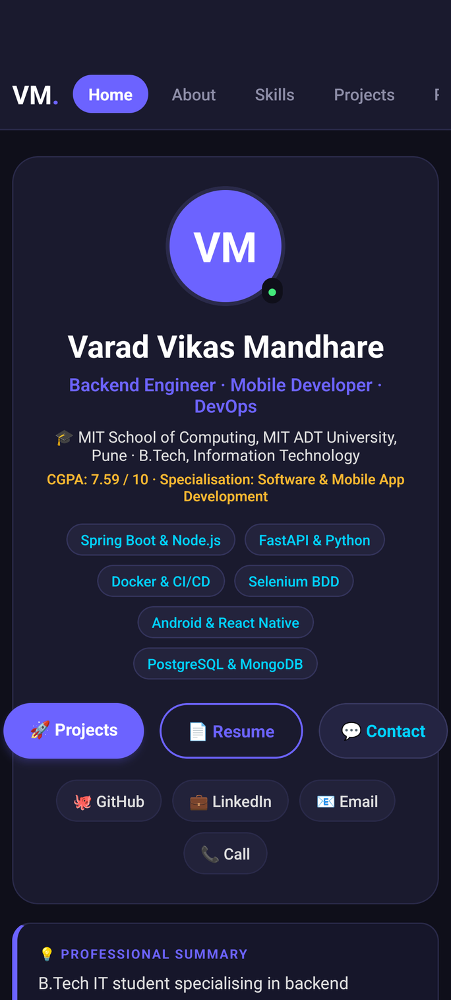 VM.
Home
About
Skills
Projects
VM
Varad Vikas Mandhare
Backend Engineer · Mobile Developer ·
DevOps
🎓 MIT School of Computing, MIT ADT University,
Pune · B.Tech, Information Technology
CGPA: 7.59 / 10 · Specialisation: Software & Mobile App
Development
Spring Boot & Node.js
FastAPI & Python
Docker & CI/CD
Selenium BDD
Android & React Native
PostgreSQL & MongoDB
🚀 Projects
📄 Resume
💬 Contact
🐙 GitHub
💼 LinkedIn
📧 Email
📞 Call
💡 PROFESSIONAL SUMMARY
B.Tech IT student specialising in backend